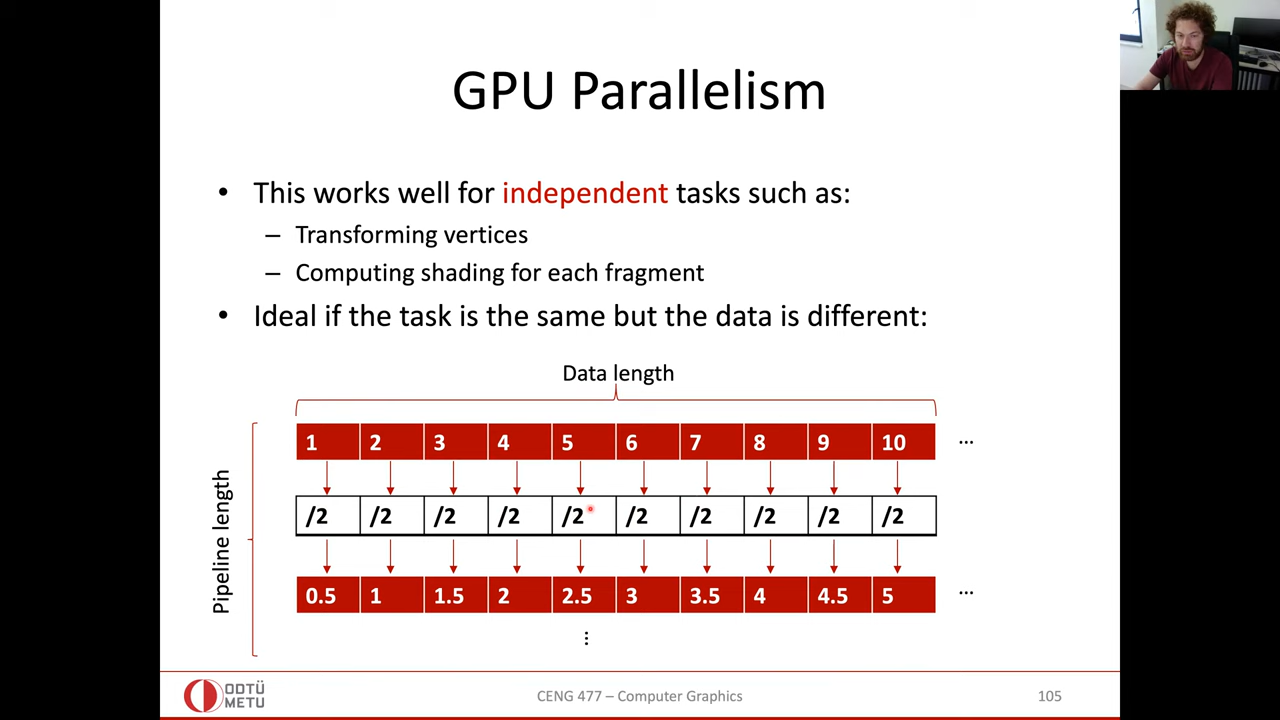 GPU Parallelism
• This works well for independent tasks such as:
– Transforming vertices
– Computing shading for each fragment
• Ideal if the task is the same but the data is different:
Data length
Pipeline length
1 2 3 4 5 6 7 8 9 10 ...
/2 /2 /2 /2 /2 /2 /2 /2 /2 /2
0.5 1 1.5 2 2.5 3 3.5 4 4.5 5 ...
⋮
ODTÜ
METU
CENG 477 – Computer Graphics
105